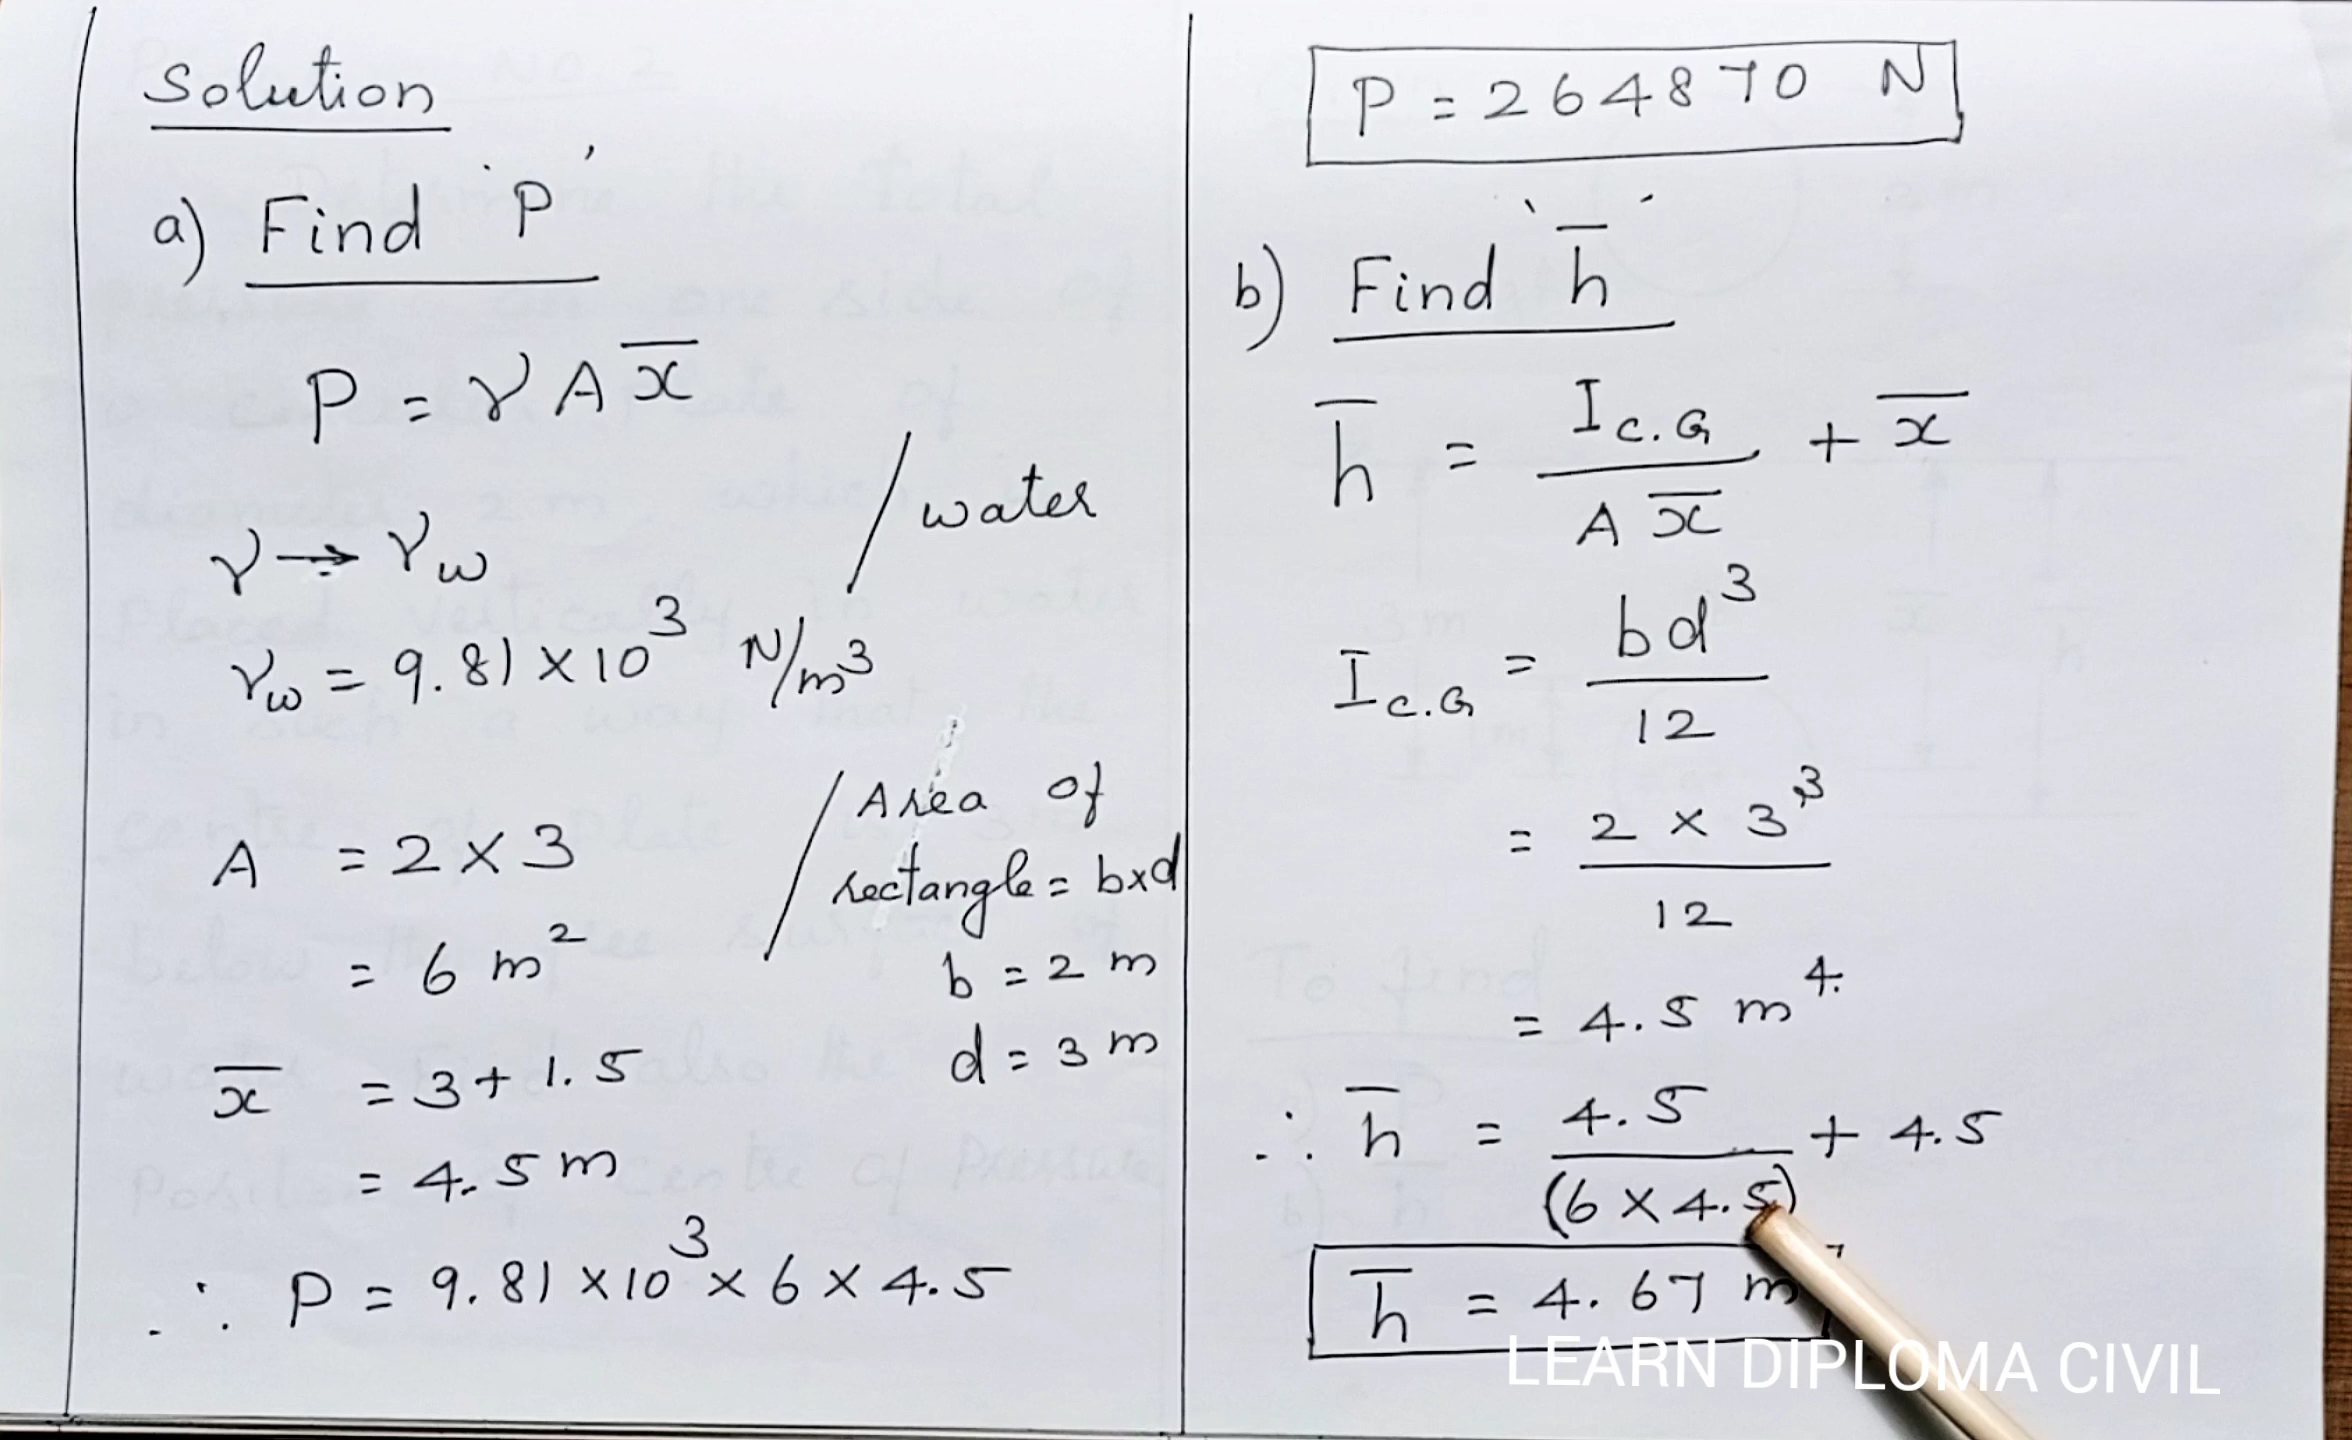 Solution
a) Find 'P'
P = γ A x̄
γ → γw / water
γw = 9.81 × 10³ N/m³
A = 2 × 3 / Area of
rectangle = b×d
= 6 m²
b = 2 m
x̄ = 3 + 1.5
d = 3 m
= 4.5 m
∴ P = 9.81 × 10³ × 6 × 4.5
P = 264870 N
b) Find 'h̄'
h̄ = I_C.G / A x̄ + x̄
I_C.G = bd³ / 12
= 2 × 3³ / 12
= 4.5 m⁴
∴ h̄ = 4.5 / (6 × 4.5) + 4.5
h̄ = 4.67 m
LEARN DIPLOMA CIVIL